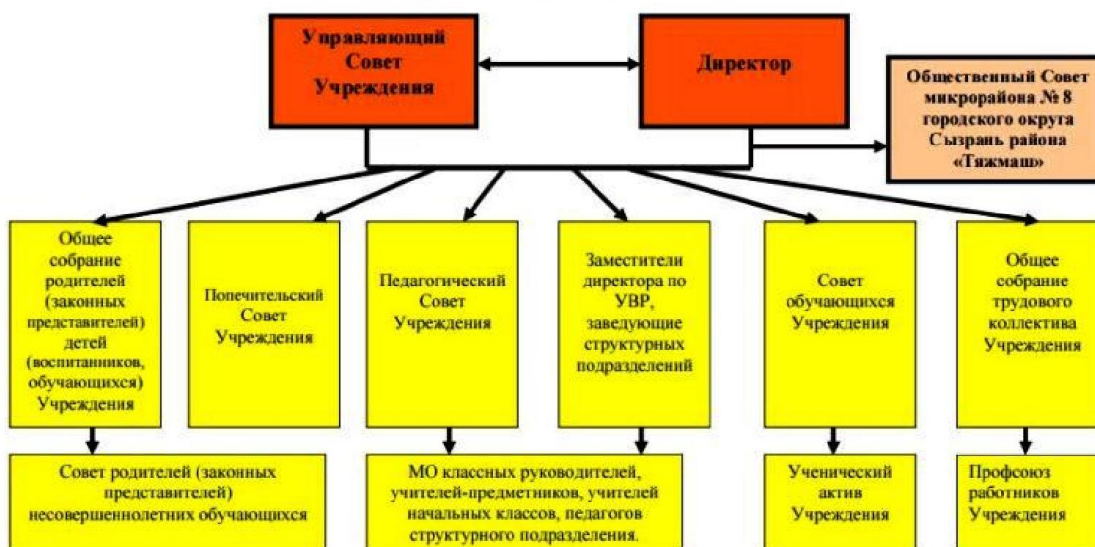 Управляющий
Совет
Учреждения
Директор
Общественный Совет
микрорайона № 8
городского округа
Сызрань района
«Тяжмаш»
Общее
собрание
родителей
(законных
представителей)
детей
(воспитанников,
обучающихся)
Учреждения
Попечительский
Совет
Учреждения
Педагогический
Совет
Учреждения
Заместители
директора по
УВР,
заведующие
структурных
подразделений
Совет
обучающихся
Учреждения
Общее
собрание
трудового
коллектива
Учреждения
Совет родителей (законных
представителей)
несовершеннолетних обучающихся
МО классных руководителей,
учителей-предметников, учителей
начальных классов, педагогов
структурного подразделения.
Ученический
актив
Учреждения
Профсоюз
работников
Учреждения